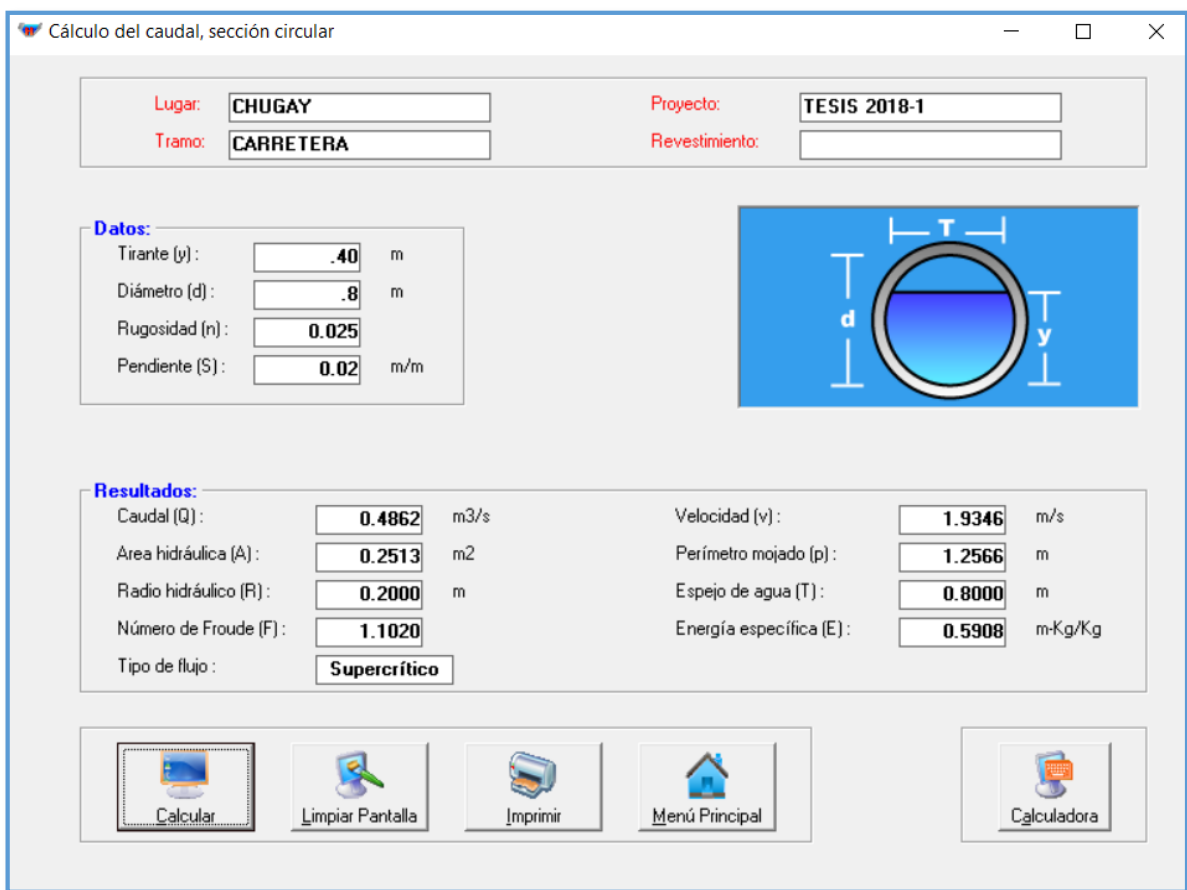 Cálculo del caudal, sección circular
Lugar: CHUGAY Proyecto: TESIS 2018-1
Tramo: CARRETERA Revestimiento:
Datos:
Tirante (y) : .40 m
Diámetro (d) : .8 m
Rugosidad (n) : 0.025
Pendiente (S) : 0.02 m/m
T
d
y
Resultados:
Caudal (Q) : 0.4862 m3/s Velocidad (v) : 1.9346 m/s
Area hidráulica (A) : 0.2513 m2 Perímetro mojado (p) : 1.2566 m
Radio hidráulico (R) : 0.2000 m Espejo de agua (T) : 0.8000 m
Número de Froude (F) : 1.1020 Energía específica (E) : 0.5908 m-Kg/Kg
Tipo de flujo : Supercrítico
Calcular Limpiar Pantalla Imprimir Menú Principal Calculadora